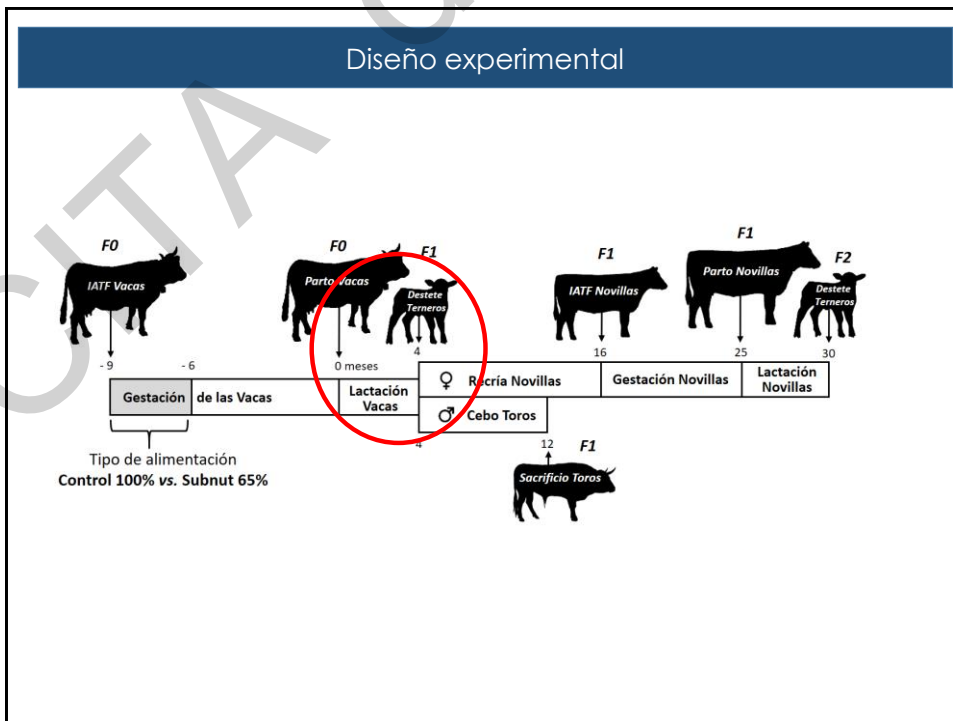 Diseño experimental
CITA
F0
IATF Vacas
F0
Parto Vacas
F1
Destete
Terneros
F1
IATF Novillas
F1
Parto Novillas
F2
Destete
Terneros
- 9
- 6
0 meses
4
16
25
30
Gestación de las Vacas
Lactación
Vacas
♀ Recría Novillas
Gestación Novillas
Lactación
Novillas
♂ Cebo Toros
Tipo de alimentación
Control 100% vs. Subnut 65%
4
12
F1
Sacrificio Toros